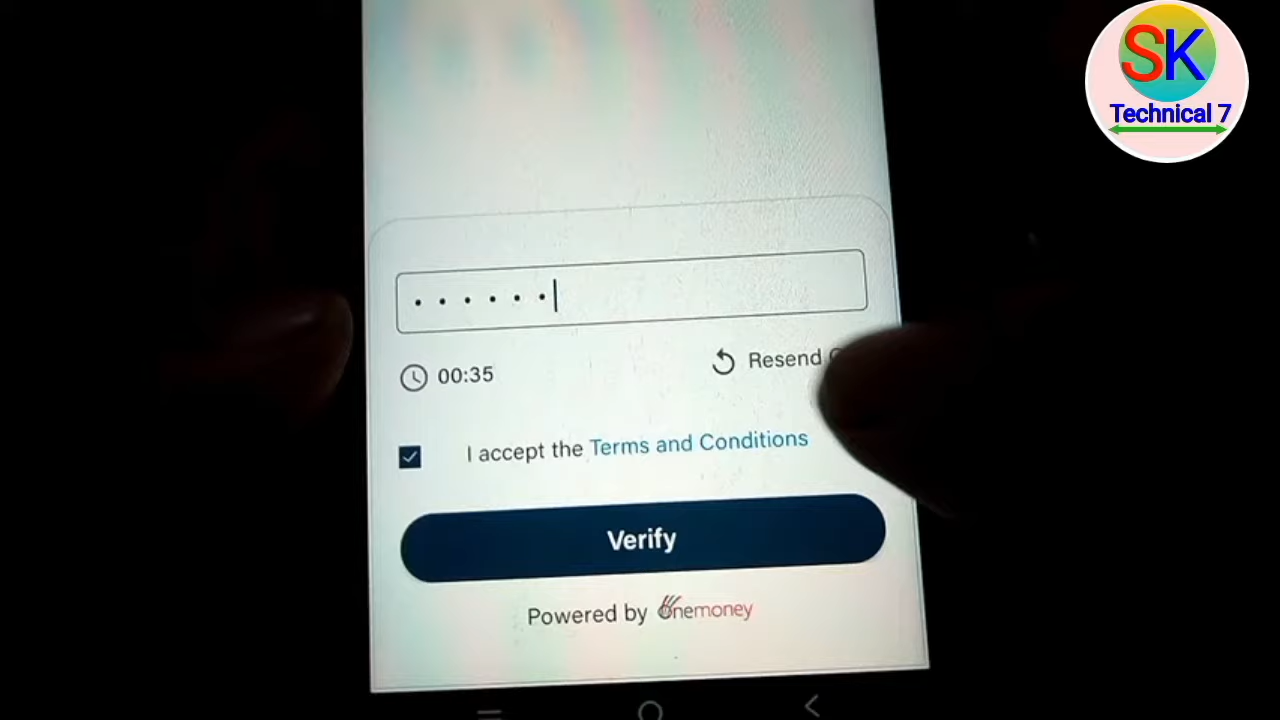 SK
Technical 7
00:35
Resend
I accept the Terms and Conditions
Verify
Powered by Onemoney